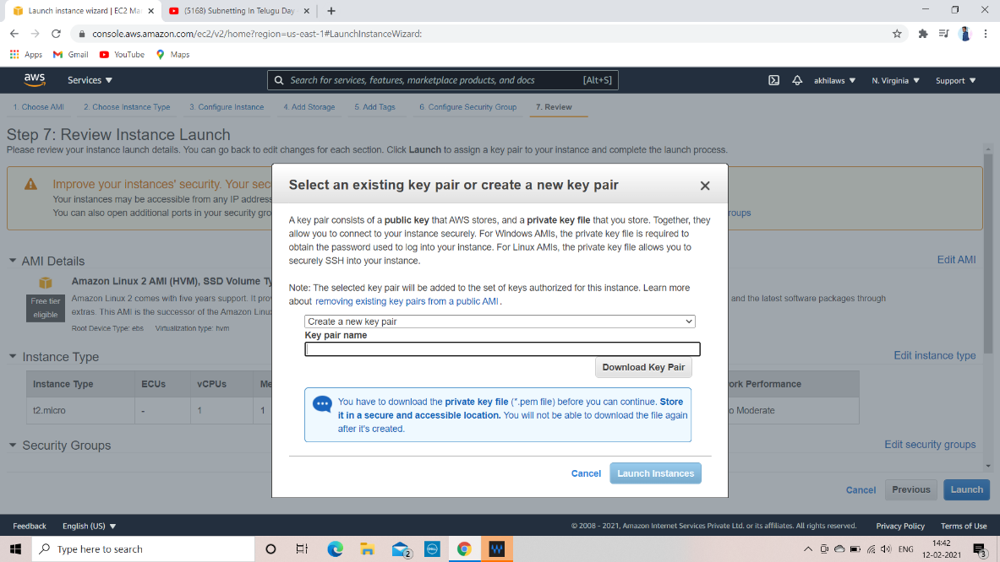 Launch instance wizard | EC2 Ma
(5168) Subnetting In Telugu Day
console.aws.amazon.com/ec2/v2/home?region=us-east-1#LaunchInstanceWizard:
Apps Gmail YouTube Maps
aws Services Search for services, features, marketplace products, and docs [Alt+S] akhilaws N. Virginia Support
1. Choose AMI 2. Choose Instance Type 3. Configure Instance 4. Add Storage 5. Add Tags 6. Configure Security Group 7. Review
Step 7: Review Instance Launch
Please review your instance launch details. You can go back to edit changes for each section. Click Launch to assign a key pair to your instance and complete the launch process.
Improve your instances' security. Your sec
Your instances may be accessible from any IP address
You can also open additional ports in your security gro
roups
AMI Details
Edit AMI
Amazon Linux 2 AMI (HVM), SSD Volume Ty
Free tier
eligible
Amazon Linux 2 comes with five years support. It pro
and the latest software packages through
extras. This AMI is the successor of the Amazon Linux
Root Device Type: ebs Virtualization type: hvm
Instance Type
Edit instance type
Instance Type ECUs vCPUs Me
ork Performance
t2.micro - 1 1
o Moderate
Security Groups
Edit security groups
Select an existing key pair or create a new key pair
A key pair consists of a public key that AWS stores, and a private key file that you store. Together, they
allow you to connect to your instance securely. For Windows AMIs, the private key file is required to
obtain the password used to log into your instance. For Linux AMIs, the private key file allows you to
securely SSH into your instance.
Note: The selected key pair will be added to the set of keys authorized for this instance. Learn more
about removing existing key pairs from a public AMI.
Create a new key pair
Key pair name
Download Key Pair
You have to download the private key file (*.pem file) before you can continue. Store
it in a secure and accessible location. You will not be able to download the file again
after it's created.
Cancel Launch Instances
Cancel Previous Launch
Feedback English (US) © 2008 - 2021, Amazon Internet Services Private Ltd. or its affiliates. All rights reserved. Privacy Policy Terms of Use
Type here to search
2
DELL
ENG
14:42
12-02-2021
3